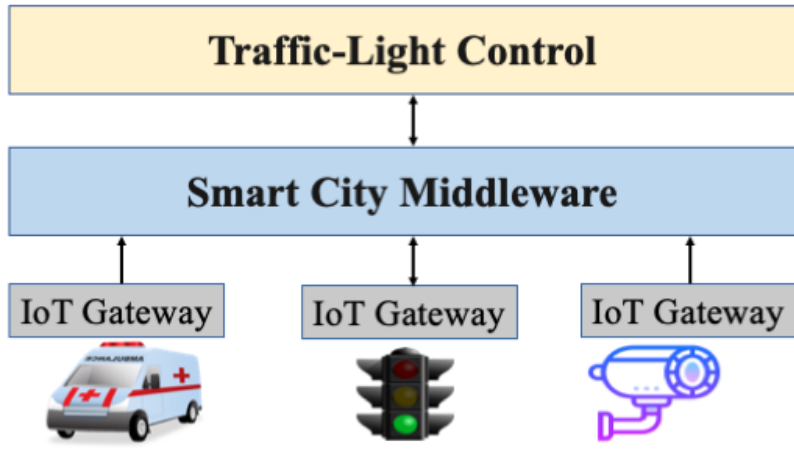 Traffic-Light Control
Smart City Middleware
IoT Gateway
IoT Gateway
IoT Gateway